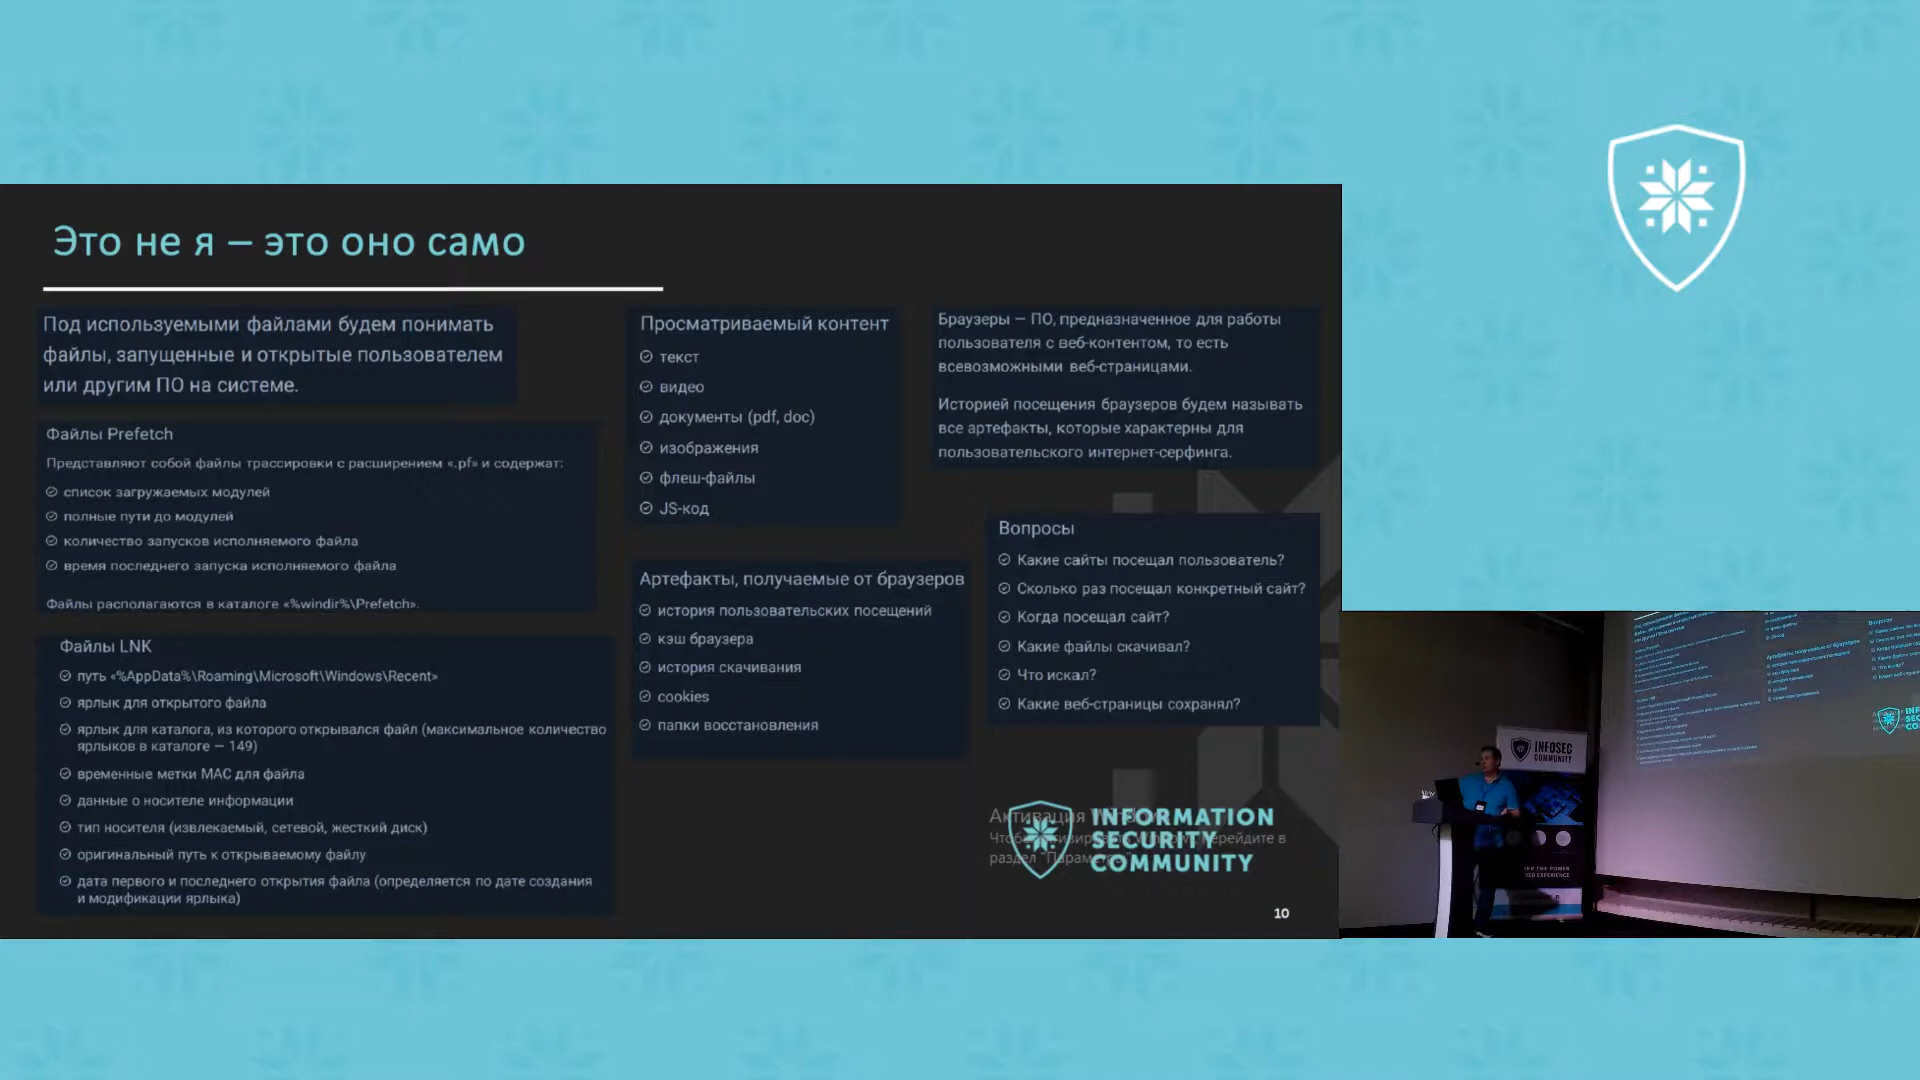 Это не я – это оно само
Под используемыми файлами будем понимать
файлы, запущенные и открытые пользователем
или другим ПО на системе.
Файлы Prefetch
Представляют собой файлы трассировки с расширением «.pf» и содержат:
список загружаемых модулей
полные пути до модулей
количество запусков исполняемого файла
время последнего запуска исполняемого файла
Файлы располагаются в каталоге «%windir%\Prefetch».
Файлы LNK
путь «%AppData%\Roaming\Microsoft\Windows\Recent»
ярлык для открытого файла
ярлык для каталога, из которого открывался файл (максимальное количество
ярлыков в каталоге — 149)
временные метки MAC для файла
данные о носителе информации
тип носителя (извлекаемый, сетевой, жесткий диск)
оригинальный путь к открываемому файлу
дата первого и последнего открытия файла (определяется по дате создания
и модификации ярлыка)
Просматриваемый контент
текст
видео
документы (pdf, doc)
изображения
флеш-файлы
JS-код
Артефакты, получаемые от браузеров
история пользовательских посещений
кэш браузера
история скачивания
cookies
папки восстановления
Браузеры — ПО, предназначенное для работы
пользователя с веб-контентом, то есть
всевозможными веб-страницами.
Историей посещения браузеров будем называть
все артефакты, которые характерны для
пользовательского интернет-серфинга.
Вопросы
Какие сайты посещал пользователь?
Сколько раз посещал конкретный сайт?
Когда посещал сайт?
Какие файлы скачивал?
Что искал?
Какие веб-страницы сохранял?
Активация
перейдите в
раздел
INFORMATION
SECURITY
COMMUNITY
10
INFOSEC
COMMUNITY